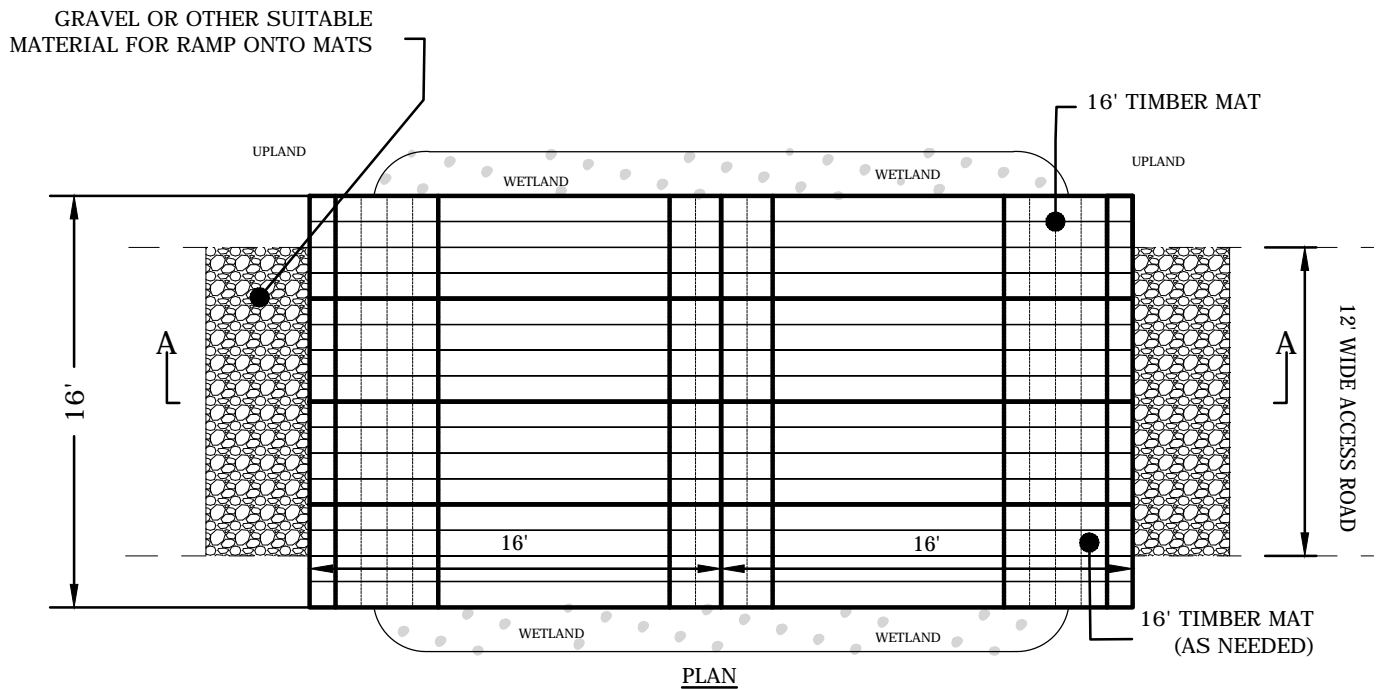 GRAVEL OR OTHER SUITABLE
MATERIAL FOR RAMP ONTO MATS
16' TIMBER MAT
UPLAND
UPLAND
WETLAND
WETLAND
A
A
16'
12' WIDE ACCESS ROAD
16'
16'
WETLAND
WETLAND
16' TIMBER MAT
(AS NEEDED)
PLAN